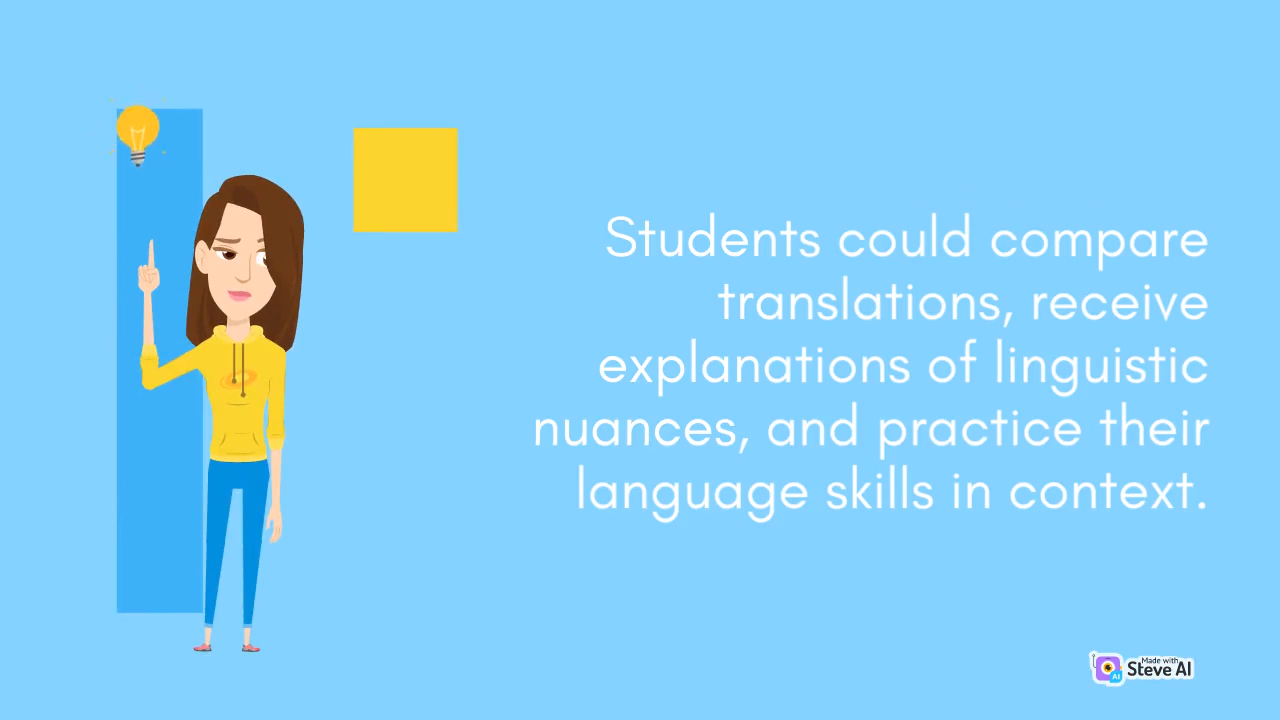 Students could compare
translations, receive
explanations of linguistic
nuances, and practice their
language skills in context.
Made with
Steve AI
AI